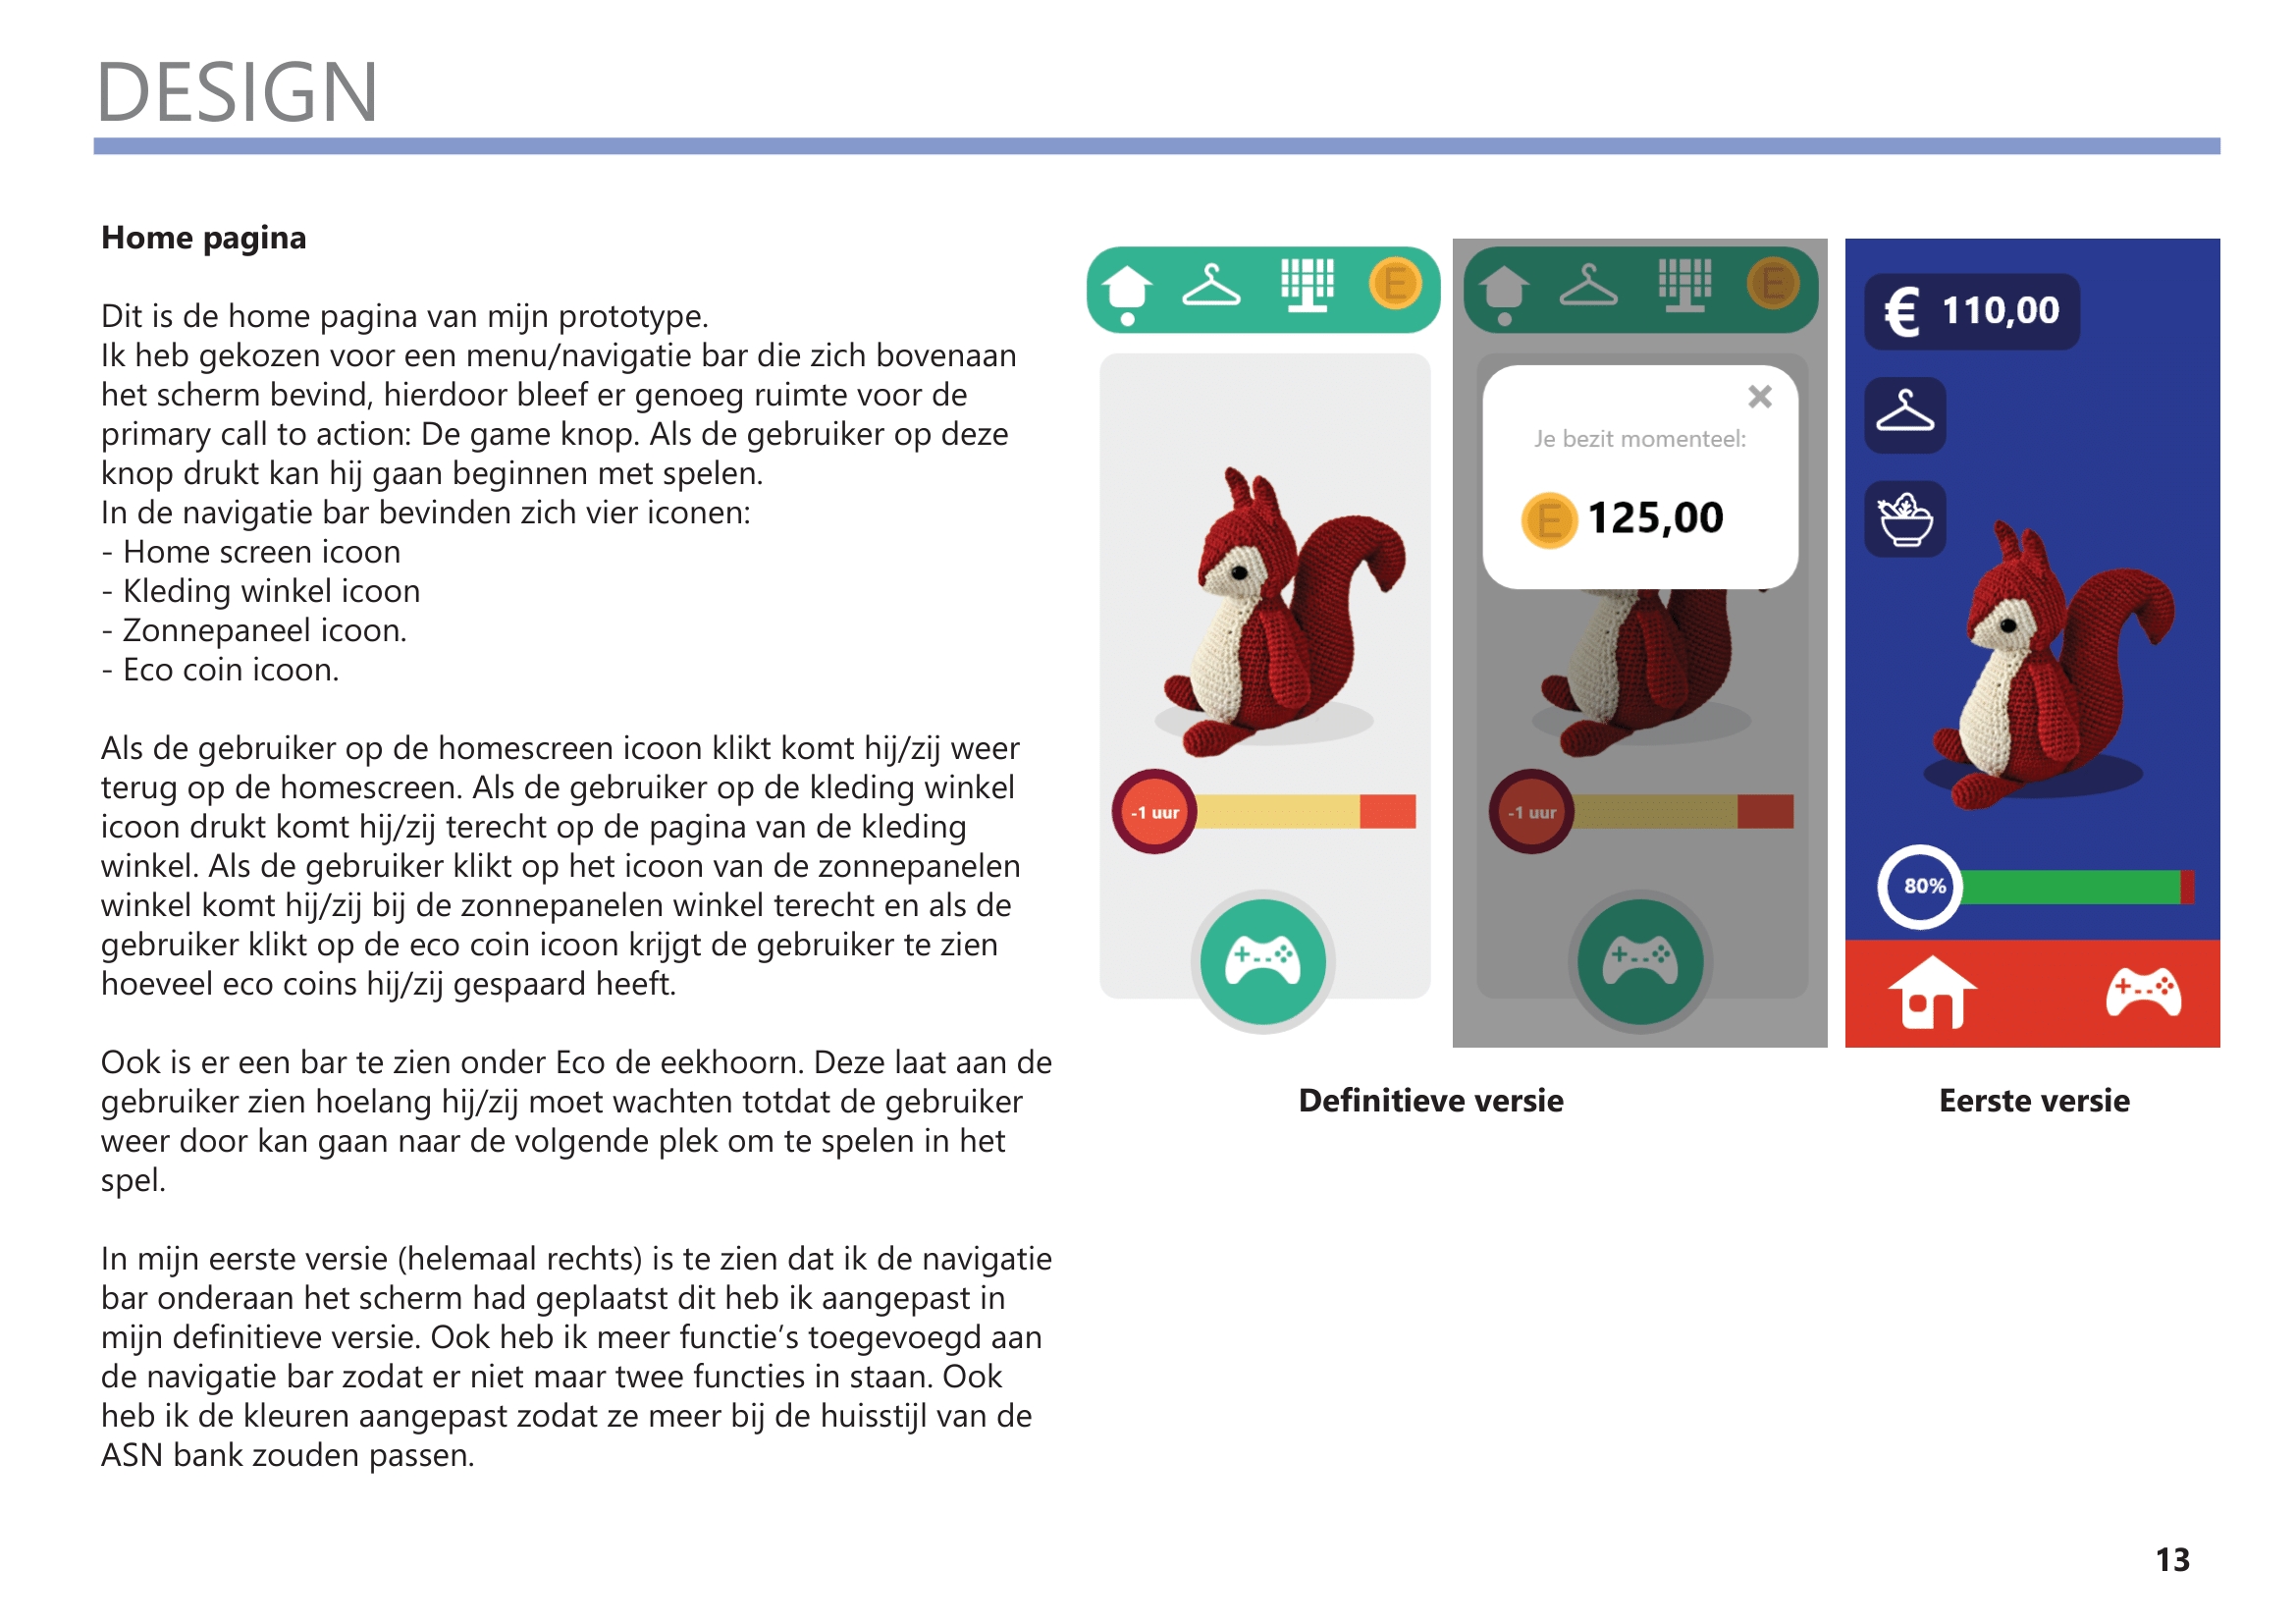 DESIGN
Home pagina
Dit is de home pagina van mijn prototype.
Ik heb gekozen voor een menu/navigatie bar die zich bovenaan
het scherm bevind, hierdoor bleef er genoeg ruimte voor de
primary call to action: De game knop. Als de gebruiker op deze
knop drukt kan hij gaan beginnen met spelen.
In de navigatie bar bevinden zich vier iconen:
- Home screen icoon
- Kleding winkel icoon
- Zonnepaneel icoon.
- Eco coin icoon.
Als de gebruiker op de homescreen icoon klikt komt hij/zij weer
terug op de homescreen. Als de gebruiker op de kleding winkel
icoon drukt komt hij/zij terecht op de pagina van de kleding
winkel. Als de gebruiker klikt op het icoon van de zonnepanelen
winkel komt hij/zij bij de zonnepanelen winkel terecht en als de
gebruiker klikt op de eco coin icoon krijgt de gebruiker te zien
hoeveel eco coins hij/zij gespaard heeft.
Ook is er een bar te zien onder Eco de eekhoorn. Deze laat aan de
gebruiker zien hoelang hij/zij moet wachten totdat de gebruiker
weer door kan gaan naar de volgende plek om te spelen in het
spel.
In mijn eerste versie (helemaal rechts) is te zien dat ik de navigatie
bar onderaan het scherm had geplaatst dit heb ik aangepast in
mijn definitieve versie. Ook heb ik meer functie’s toegevoegd aan
de navigatie bar zodat er niet maar twee functies in staan. Ook
heb ik de kleuren aangepast zodat ze meer bij de huisstijl van de
ASN bank zouden passen.
E
-1 uur
E
Je bezit momenteel:
E 125,00
-1 uur
€ 110,00
80%
Definitieve versie
Eerste versie
13